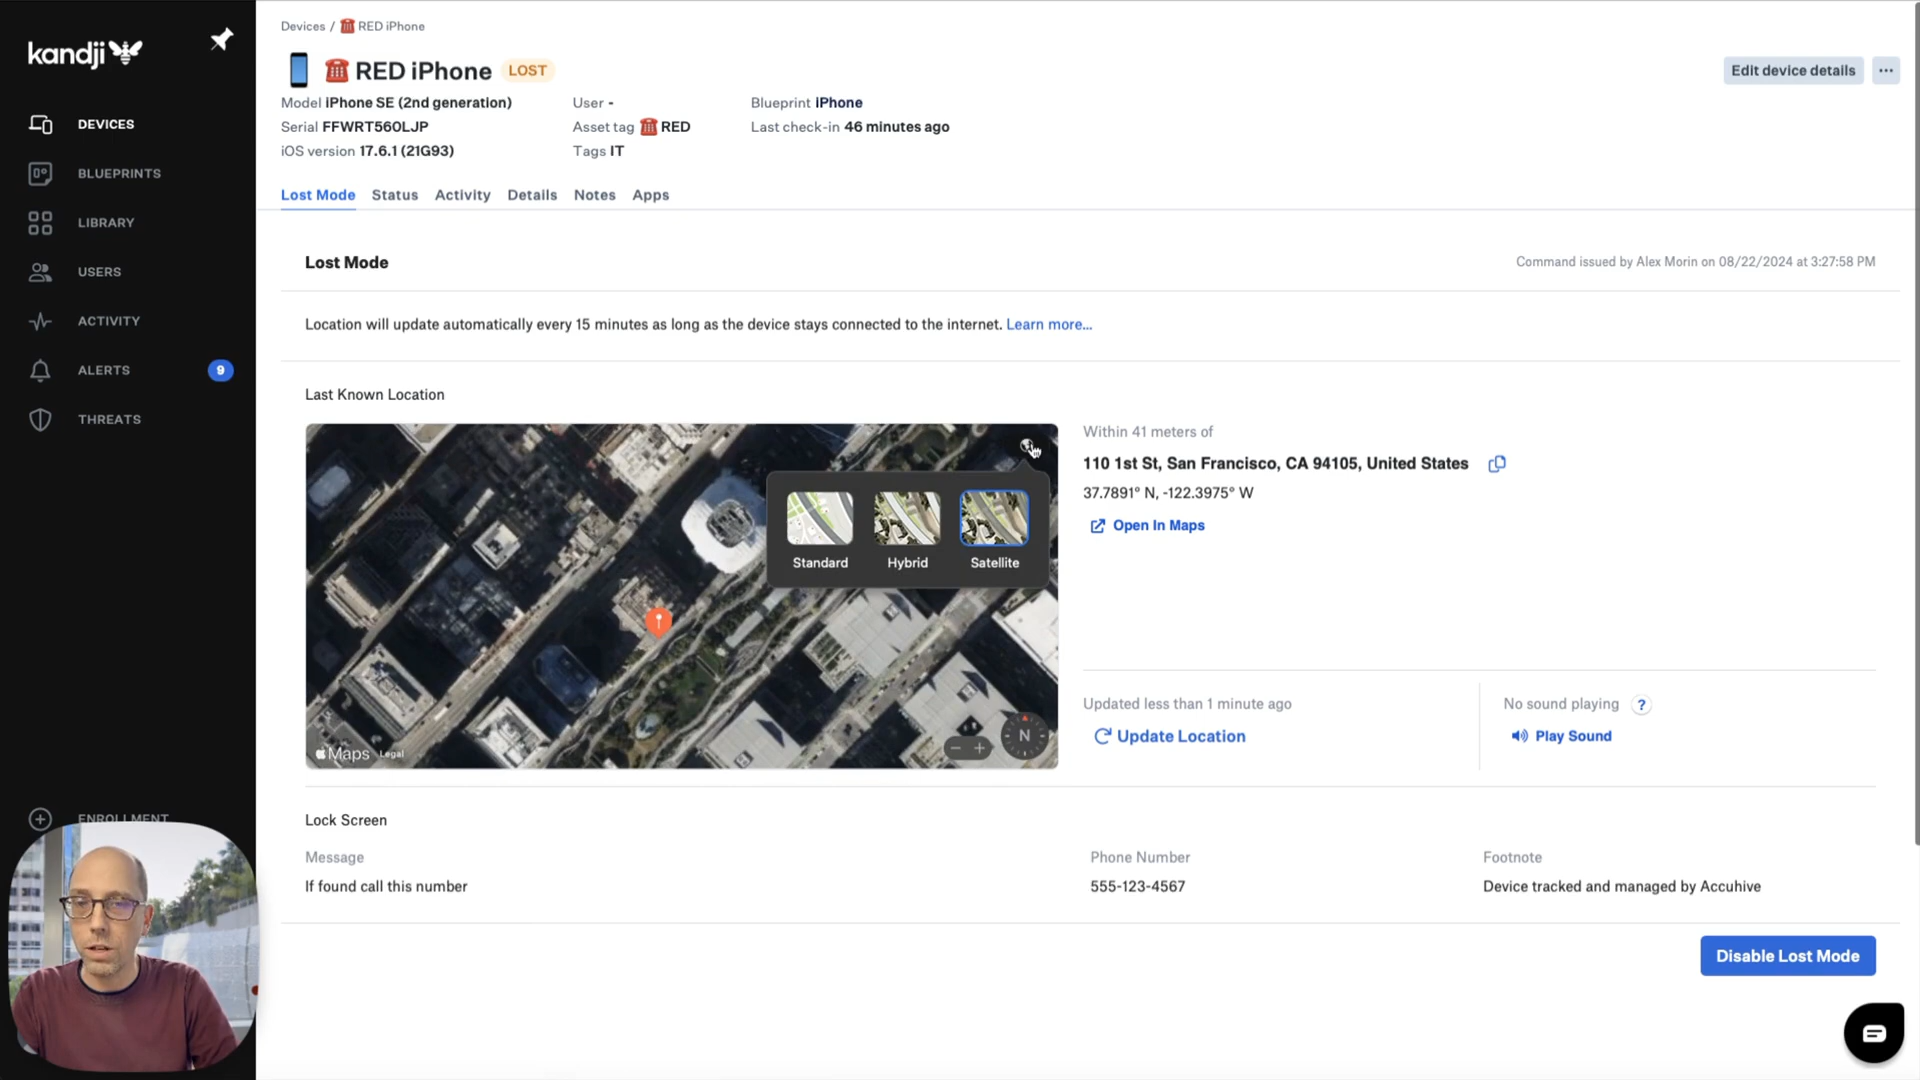 kandji
DEVICES
BLUEPRINTS
LIBRARY
USERS
ACTIVITY
ALERTS 9
THREATS
ENROLLMENT
Devices / ☎️ RED iPhone
☎️ RED iPhone LOST
Edit device details ...
Model iPhone SE (2nd generation) User - Blueprint iPhone
Serial FFWRT560LJP Asset tag ☎️ RED Last check-in 46 minutes ago
iOS version 17.6.1 (21G93) Tags IT
Lost Mode Status Activity Details Notes Apps
Lost Mode Command issued by Alex Morin on 08/22/2024 at 3:27:58 PM
Location will update automatically every 15 minutes as long as the device stays connected to the internet. Learn more...
Last Known Location
Standard Hybrid Satellite
Maps Legal
N
Within 41 meters of
110 1st St, San Francisco, CA 94105, United States
37.7891° N, -122.3975° W
Open In Maps
Updated less than 1 minute ago No sound playing ?
Update Location Play Sound
Lock Screen
Message Phone Number Footnote
If found call this number 555-123-4567 Device tracked and managed by Accuhive
Disable Lost Mode